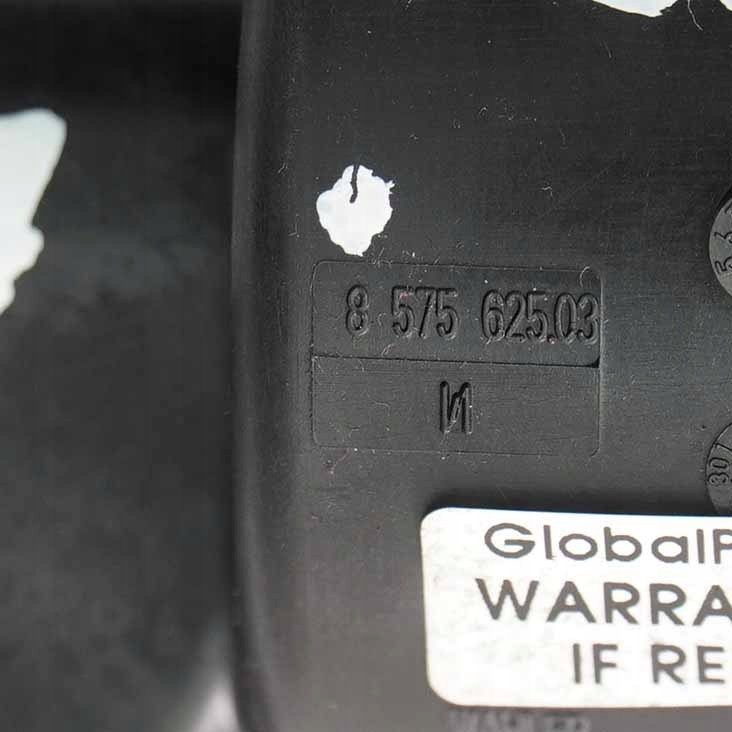 8 575 625.03
И
GlobalP
WARRA
IF RE